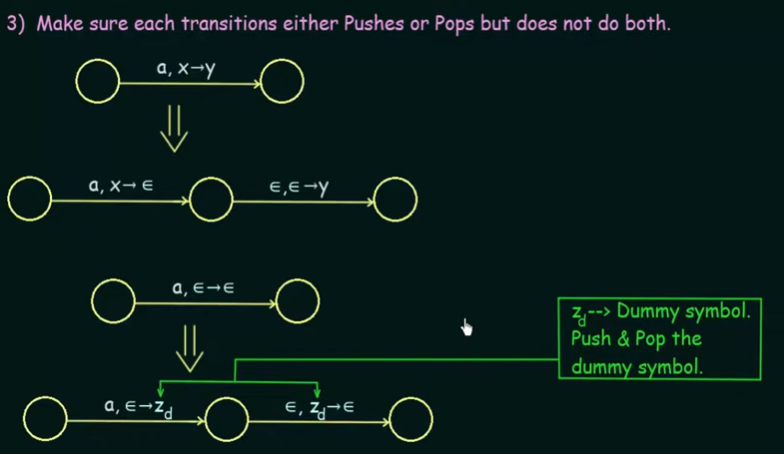 3) Make sure each transitions either Pushes or Pops but does not do both.
a, x→y
a, x→ ∈
∈,∈→y
a, ∈→∈
z_d--> Dummy symbol.
Push & Pop the
dummy symbol.
a, ∈→z_d
∈, z_d→∈